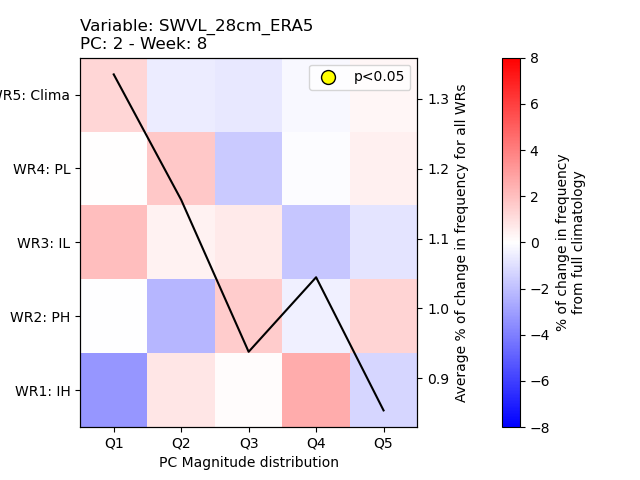 Variable: SWVL_28cm_ERA5
PC: 2 - Week: 8
p<0.05
WR5: Clima
WR4: PL
WR3: IL
WR2: PH
WR1: IH
Q1 Q2 Q3 Q4 Q5
PC Magnitude distribution
1.3
1.2
1.1
1.0
0.9
Average % of change in frequency for all WRs
8
6
4
2
0
−2
−4
−6
−8
% of change in frequency
from full climatology